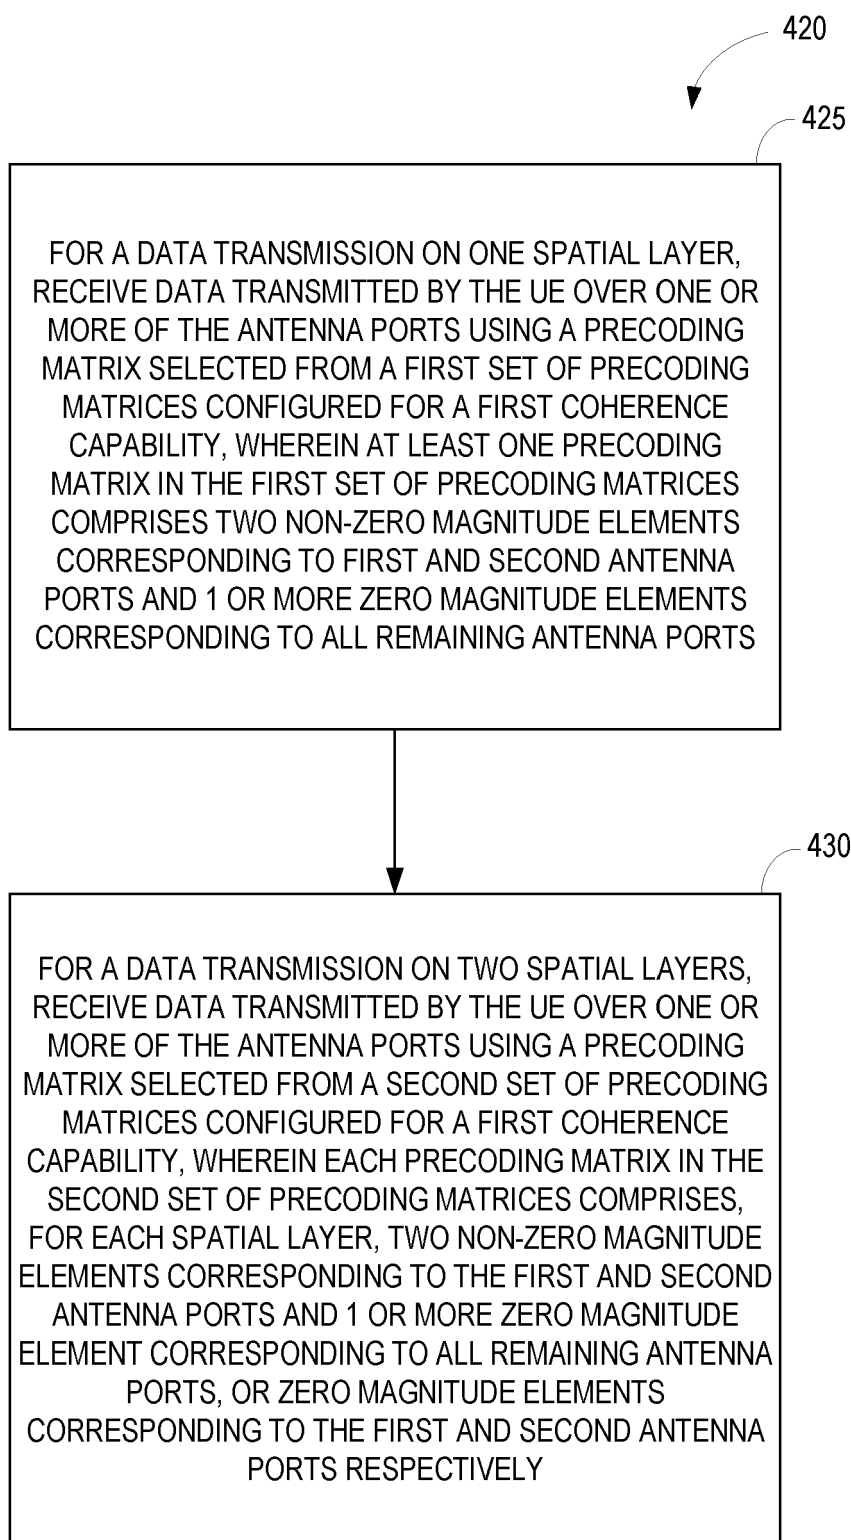 420
425
FOR A DATA TRANSMISSION ON ONE SPATIAL LAYER,
RECEIVE DATA TRANSMITTED BY THE UE OVER ONE OR
MORE OF THE ANTENNA PORTS USING A PRECODING
MATRIX SELECTED FROM A FIRST SET OF PRECODING
MATRICES CONFIGURED FOR A FIRST COHERENCE
CAPABILITY, WHEREIN AT LEAST ONE PRECODING
MATRIX IN THE FIRST SET OF PRECODING MATRICES
COMPRISES TWO NON-ZERO MAGNITUDE ELEMENTS
CORRESPONDING TO FIRST AND SECOND ANTENNA
PORTS AND 1 OR MORE ZERO MAGNITUDE ELEMENTS
CORRESPONDING TO ALL REMAINING ANTENNA PORTS
430
FOR A DATA TRANSMISSION ON TWO SPATIAL LAYERS,
RECEIVE DATA TRANSMITTED BY THE UE OVER ONE OR
MORE OF THE ANTENNA PORTS USING A PRECODING
MATRIX SELECTED FROM A SECOND SET OF PRECODING
MATRICES CONFIGURED FOR A FIRST COHERENCE
CAPABILITY, WHEREIN EACH PRECODING MATRIX IN THE
SECOND SET OF PRECODING MATRICES COMPRISES,
FOR EACH SPATIAL LAYER, TWO NON-ZERO MAGNITUDE
ELEMENTS CORRESPONDING TO THE FIRST AND SECOND
ANTENNA PORTS AND 1 OR MORE ZERO MAGNITUDE
ELEMENT CORRESPONDING TO ALL REMAINING ANTENNA
PORTS, OR ZERO MAGNITUDE ELEMENTS
CORRESPONDING TO THE FIRST AND SECOND ANTENNA
PORTS RESPECTIVELY